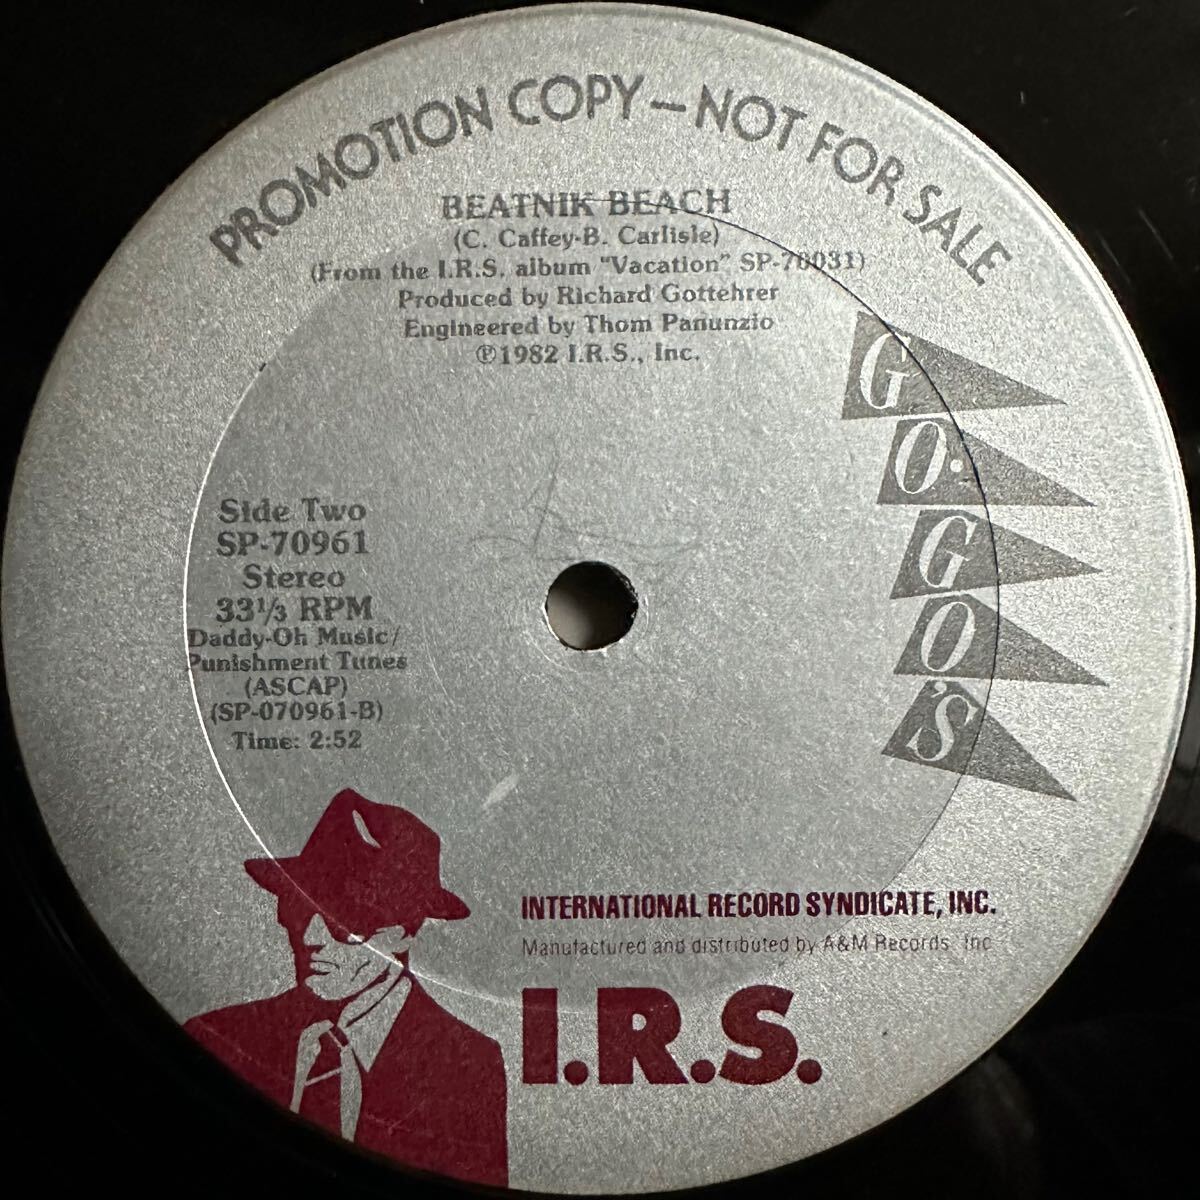 PROMOTION COPY—NOT FOR SALE
BEATNIK BEACH
(C. Caffey-B. Carlisle)
(From the I.R.S. album "Vacation" SP-70031)
Produced by Richard Gottehrer
Engineered by Thom Panunzio
℗1982 I.R.S., Inc.
GO·GO'S
Side Two
SP-70961
Stereo
33⅓ RPM
Daddy-Oh Music/
Punishment Tunes
(ASCAP)
(SP-070961-B)
Time: 2:52
INTERNATIONAL RECORD SYNDICATE, INC.
Manufactured and distributed by A&M Records, Inc
I.R.S.